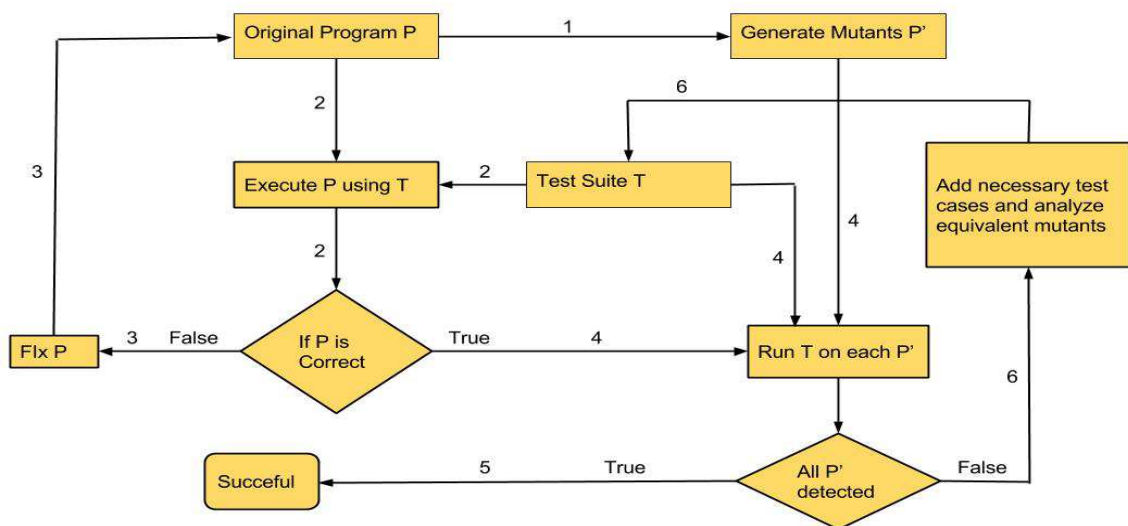 Original Program P
1
Generate Mutants P'
2
6
3
Execute P using T
2
Test Suite T
Add necessary test
cases and analyze
equivalent mutants
4
4
2
FIx P
3
False
If P is
Correct
True
4
Run T on each P'
6
Succeful
5
True
All P'
detected
False